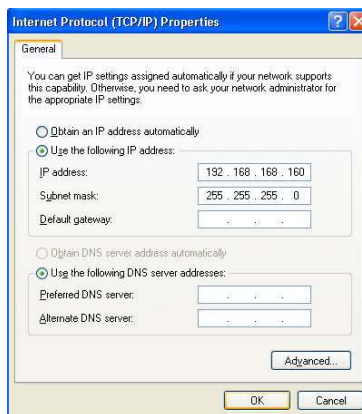 Internet Protocol (TCP/IP) Properties
General
You can get IP settings assigned automatically if your network supports
this capability. Otherwise, you need to ask your network administrator for
the appropriate IP settings.
Obtain an IP address automatically
Use the following IP address:
IP address: 192 . 168 . 168 . 160
Subnet mask: 255 . 255 . 255 . 0
Default gateway: . . .
Obtain DNS server address automatically
Use the following DNS server addresses:
Preferred DNS server: . . .
Alternate DNS server: . . .
Advanced...
OK Cancel